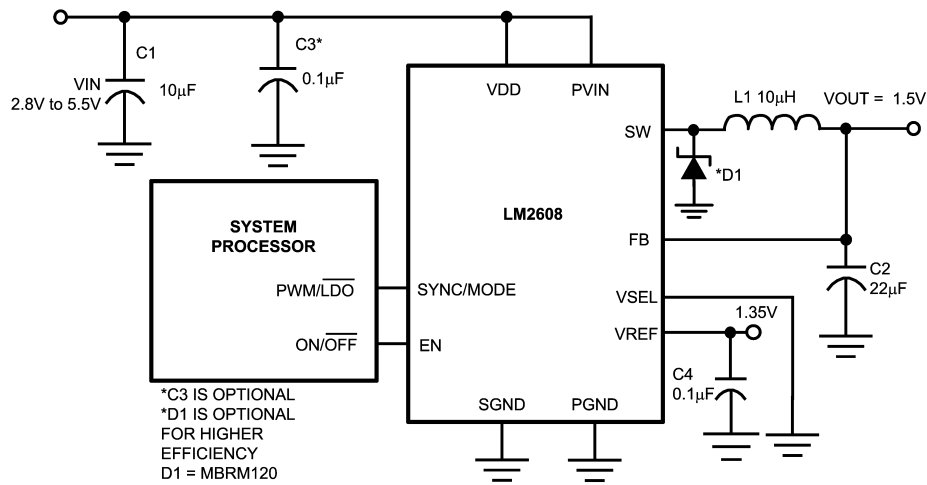 C1
C3*
VIN
2.8V to 5.5V
10μF
0.1μF
VDD
PVIN
L1 10μH
VOUT = 1.5V
SW
*D1
SYSTEM
PROCESSOR
LM2608
FB
C2
22μF
PWM/LDO
SYNC/MODE
VSEL
1.35V
VREF
ON/OFF
EN
C4
0.1μF
*C3 IS OPTIONAL
*D1 IS OPTIONAL
FOR HIGHER
EFFICIENCY
D1 = MBRM120
SGND
PGND